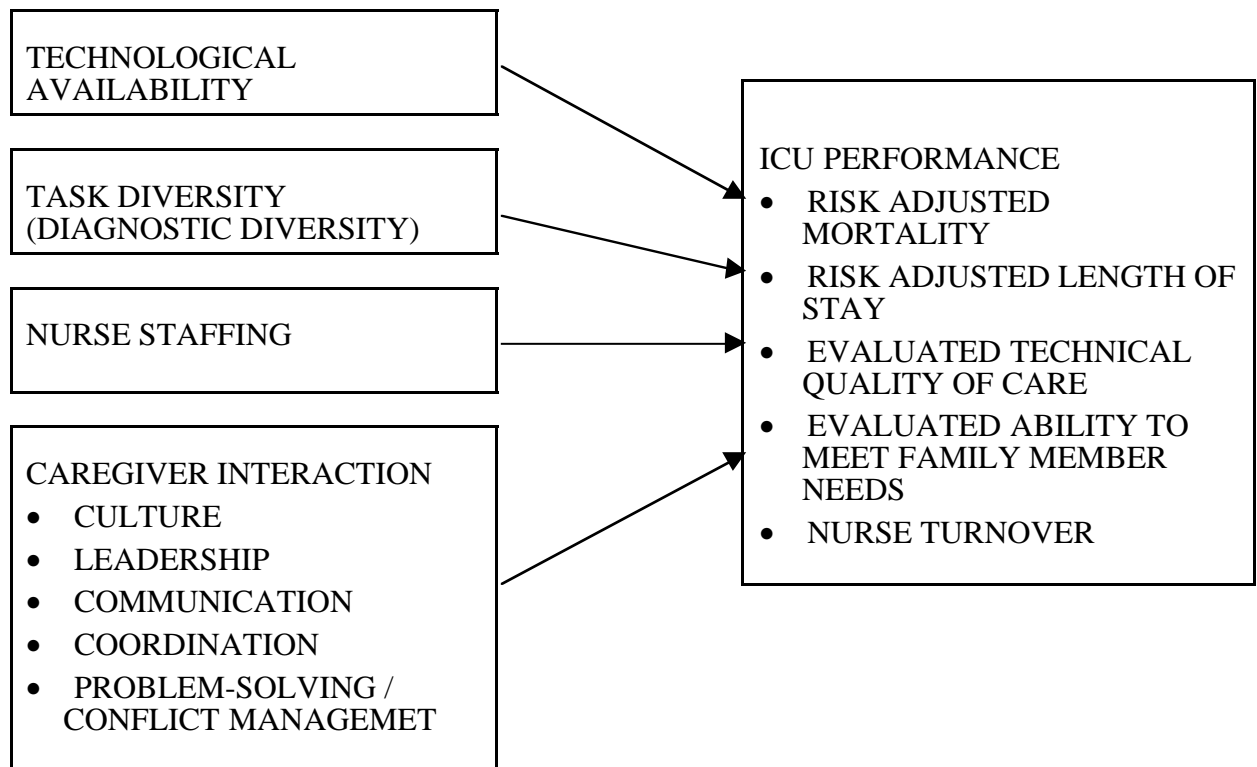 TECHNOLOGICAL
AVAILABILITY
TASK DIVERSITY
(DIAGNOSTIC DIVERSITY)
NURSE STAFFING
CAREGIVER INTERACTION
• CULTURE
• LEADERSHIP
• COMMUNICATION
• COORDINATION
• PROBLEM-SOLVING /
CONFLICT MANAGEMET
ICU PERFORMANCE
• RISK ADJUSTED
MORTALITY
• RISK ADJUSTED LENGTH OF
STAY
• EVALUATED TECHNICAL
QUALITY OF CARE
• EVALUATED ABILITY TO
MEET FAMILY MEMBER
NEEDS
• NURSE TURNOVER